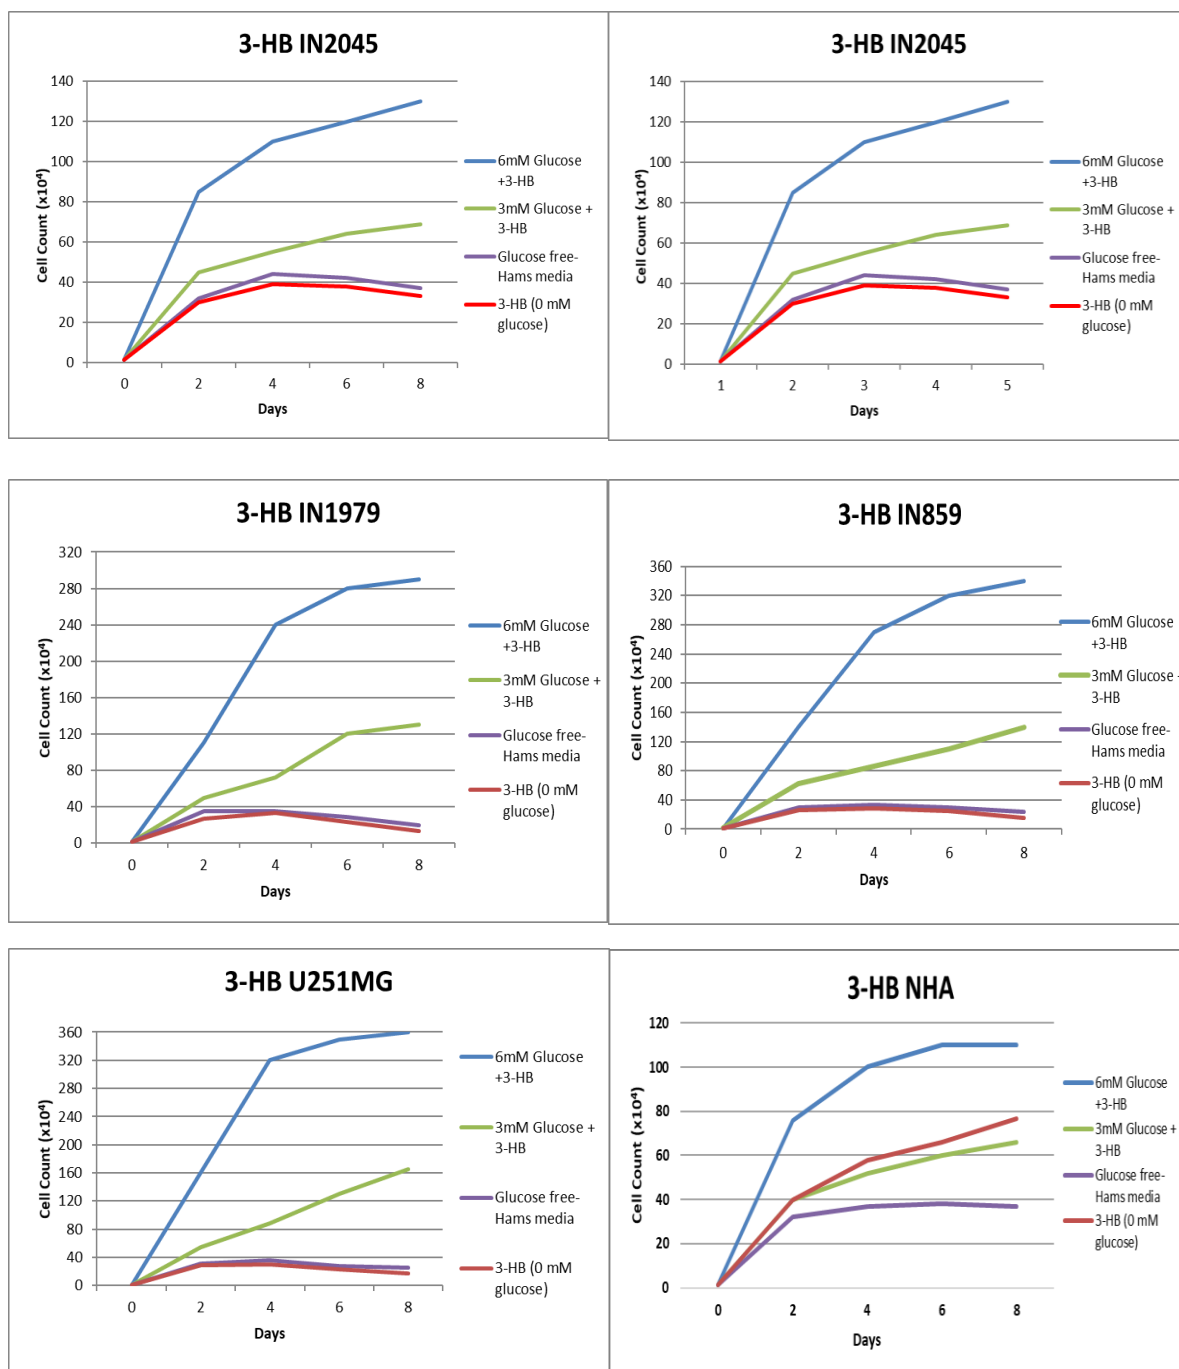 3-HB IN2045
Cell Count (x10⁴)
140
120
100
80
60
40
20
0
0 2 4 6 8
Days
6mM Glucose
+3-HB
3mM Glucose +
3-HB
Glucose free-
Hams media
3-HB (0 mM
glucose)
3-HB IN2045
Cell Count (x10⁴)
140
120
100
80
60
40
20
0
1 2 3 4 5
Days
6mM Glucose
+3-HB
3mM Glucose +
3-HB
Glucose free-
Hams media
3-HB (0 mM
glucose)
3-HB IN1979
Cell Count (x10⁴)
320
280
240
200
160
120
80
40
0
0 2 4 6 8
Days
6mM Glucose
+3-HB
3mM Glucose +
3-HB
Glucose free-
Hams media
3-HB (0 mM
glucose)
3-HB IN859
Cell Count (x10⁴)
360
320
280
240
200
160
120
80
40
0
0 2 4 6 8
Days
6mM Glucose
+3-HB
3mM Glucose +
3-HB
Glucose free-
Hams media
3-HB (0 mM
glucose)
3-HB U251MG
Cell Count (x10⁴)
360
320
280
240
200
160
120
80
40
0
0 2 4 6 8
Days
6mM Glucose
+3-HB
3mM Glucose +
3-HB
Glucose free-
Hams media
3-HB (0 mM
glucose)
3-HB NHA
Cell Count (x10⁴)
120
100
80
60
40
20
0
0 2 4 6 8
Days
6mM Glucose
+3-HB
3mM Glucose +
3-HB
Glucose free-
Hams media
3-HB (0 mM
glucose)